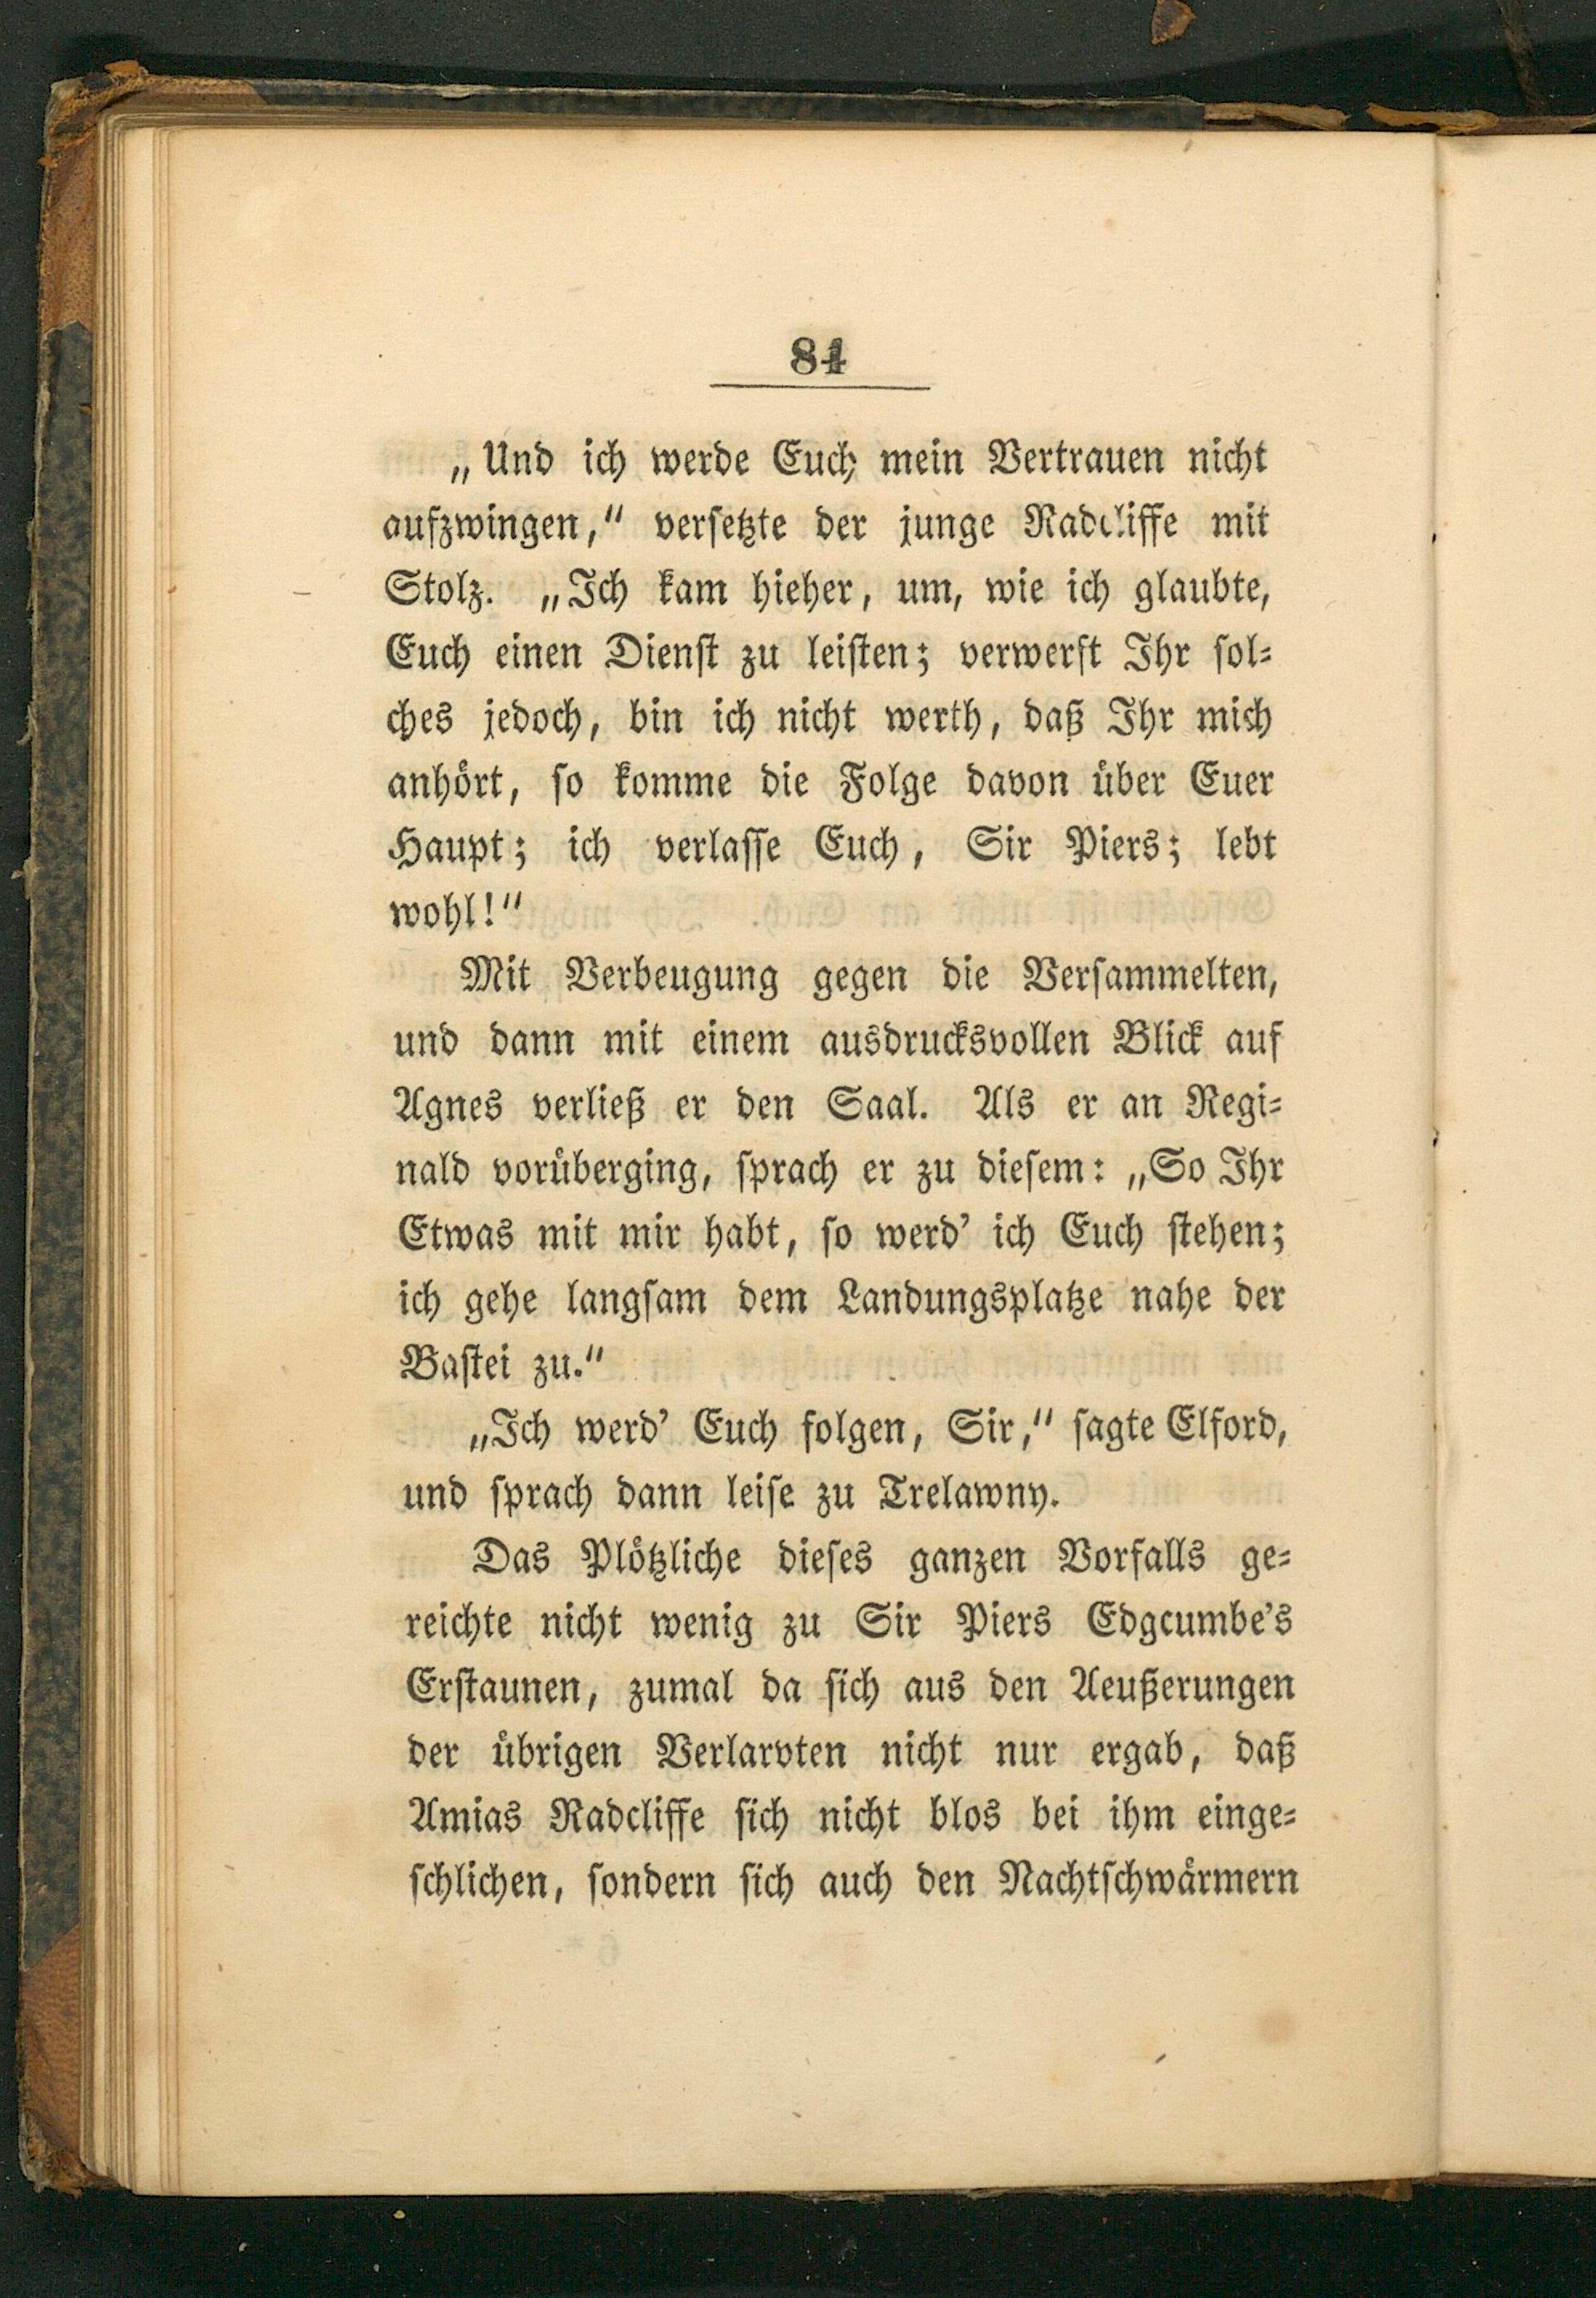 84
„Und ich werde Euch mein Vertrauen nicht
aufzwingen,“ versetzte der junge Radcliffe mit
Stolz. „Ich kam hieher, um, wie ich glaubte,
Euch einen Dienst zu leisten; verwerft Ihr sol=
ches jedoch, bin ich nicht werth, daß Ihr mich
anhört, so komme die Folge davon über Euer
Haupt; ich verlasse Euch, Sir Piers; lebt
wohl!“
Mit Verbeugung gegen die Versammelten,
und dann mit einem ausdrucksvollen Blick auf
Agnes verließ er den Saal. Als er an Regi=
nald vorüberging, sprach er zu diesem: „So Ihr
Etwas mit mir habt, so werd’ ich Euch stehen;
ich gehe langsam dem Landungsplatze nahe der
Bastei zu.“
„Ich werd’ Euch folgen, Sir,“ sagte Elford,
und sprach dann leise zu Trelawny.
Das Plötzliche dieses ganzen Vorfalls ge=
reichte nicht wenig zu Sir Piers Edgcumbe’s
Erstaunen, zumal da sich aus den Aeußerungen
der übrigen Verlarvten nicht nur ergab, daß
Amias Radcliffe sich nicht blos bei ihm einge=
schlichen, sondern sich auch den Nachtschwärmern